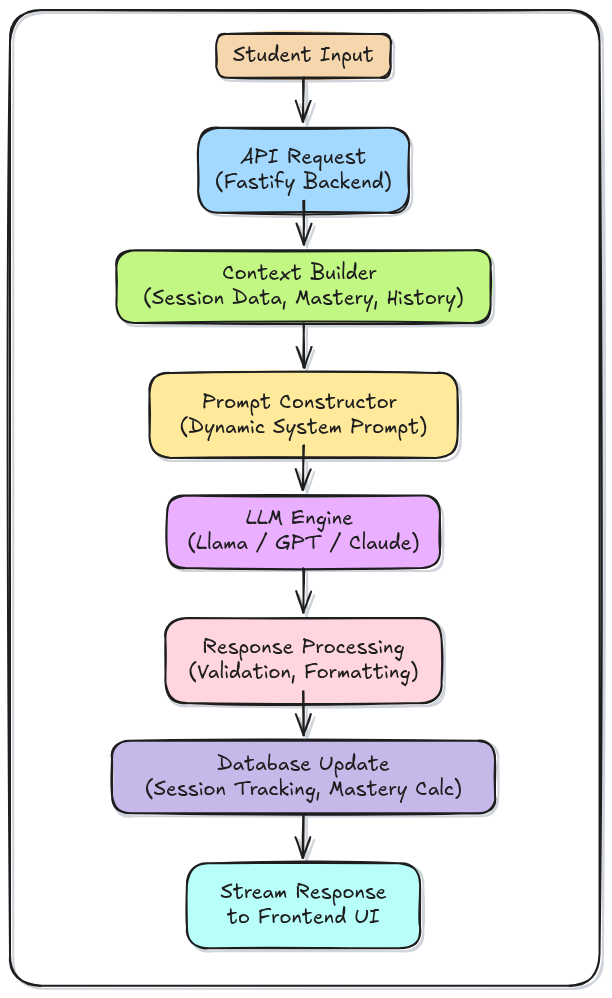 Student Input
API Request
(Fastify Backend)
Context Builder
(Session Data, Mastery, History)
Prompt Constructor
(Dynamic System Prompt)
LLM Engine
(Llama / GPT / Claude)
Response Processing
(Validation, Formatting)
Database Update
(Session Tracking, Mastery Calc)
Stream Response
to Frontend UI